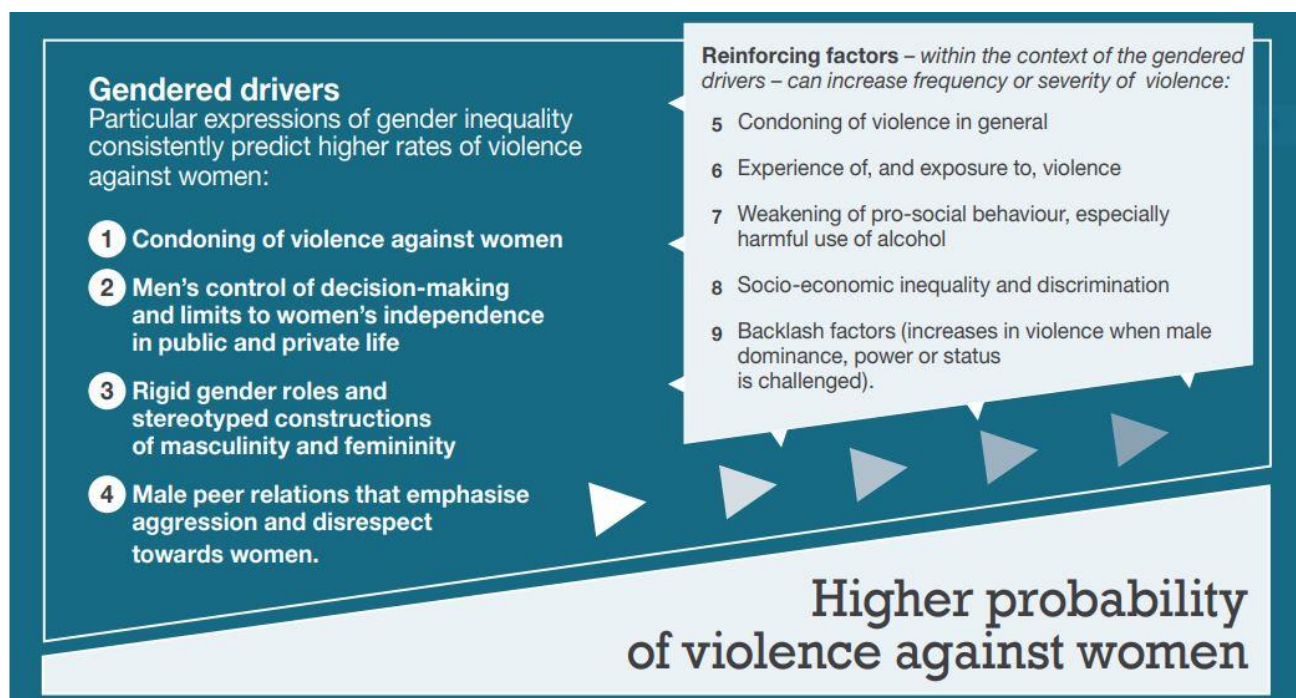 Gendered drivers
Particular expressions of gender inequality
consistently predict higher rates of violence
against women:
1 Condoning of violence against women
2 Men’s control of decision-making
and limits to women’s independence
in public and private life
3 Rigid gender roles and
stereotyped constructions
of masculinity and femininity
4 Male peer relations that emphasise
aggression and disrespect
towards women.
Reinforcing factors – within the context of the gendered
drivers – can increase frequency or severity of violence:
5 Condoning of violence in general
6 Experience of, and exposure to, violence
7 Weakening of pro-social behaviour, especially
harmful use of alcohol
8 Socio-economic inequality and discrimination
9 Backlash factors (increases in violence when male
dominance, power or status
is challenged).
Higher probability
of violence against women